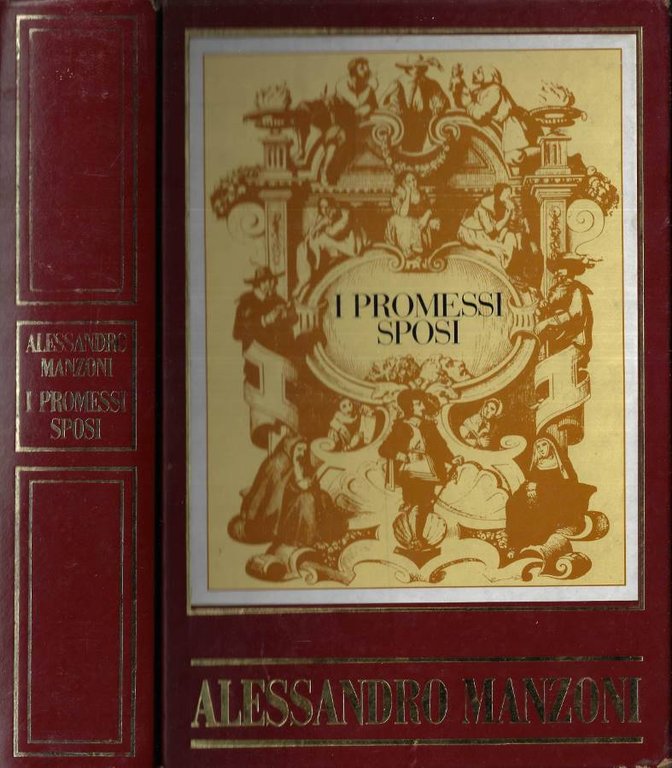 ALESSANDRO
MANZONI
I PROMESSI
SPOSI
I PROMESSI
SPOSI
ALESSANDRO MANZONI